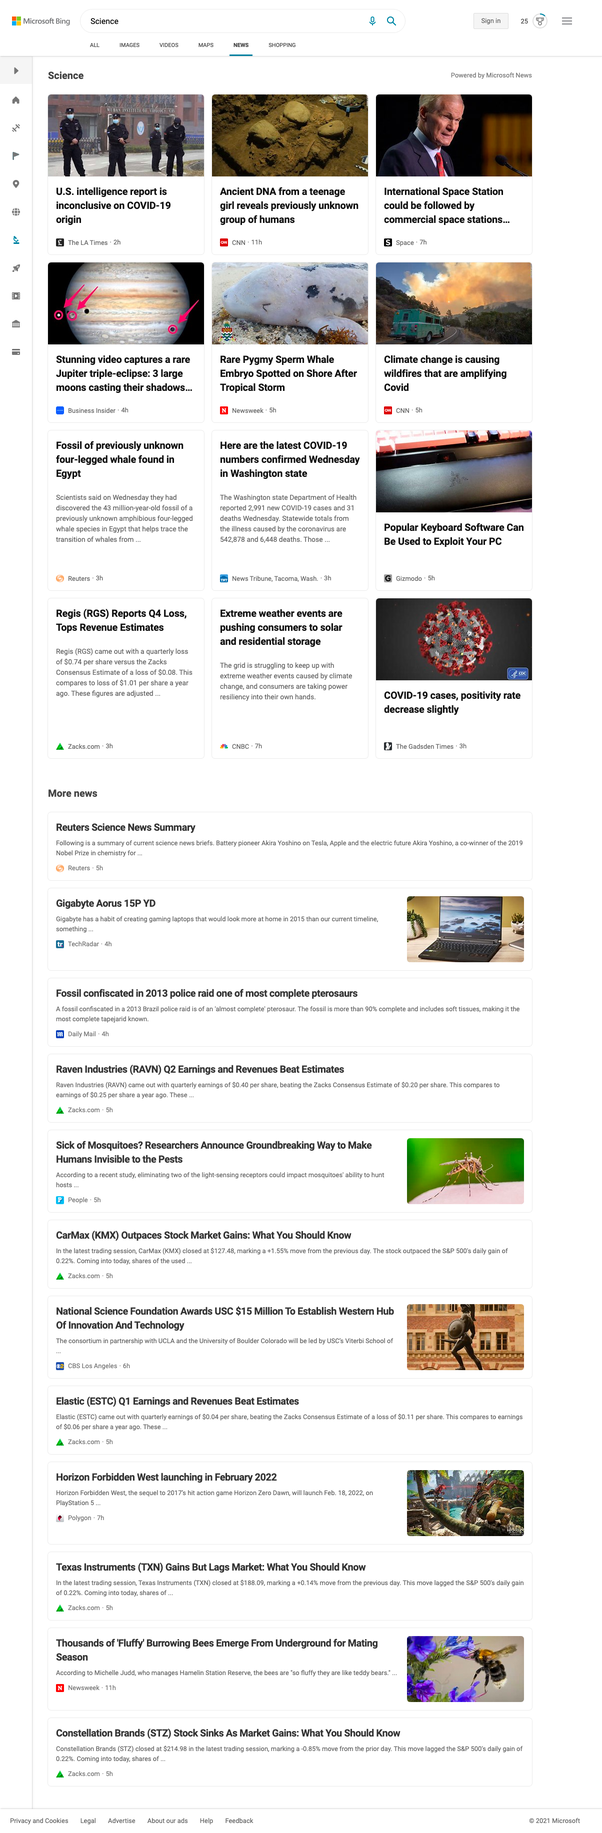 Microsoft Bing
Science
Sign in
25
ALL
IMAGES
VIDEOS
MAPS
NEWS
SHOPPING
Science
Powered by Microsoft News
U.S. intelligence report is
inconclusive on COVID-19
origin
The LA Times · 2h
Ancient DNA from a teenage
girl reveals previously unknown
group of humans
CNN · 11h
International Space Station
could be followed by
commercial space stations...
Space · 7h
Stunning video captures a rare
Jupiter triple-eclipse: 3 large
moons casting their shadows...
Business Insider · 4h
Rare Pygmy Sperm Whale
Embryo Spotted on Shore After
Tropical Storm
Newsweek · 5h
Climate change is causing
wildfires that are amplifying
Covid
CNN · 5h
Fossil of previously unknown
four-legged whale found in
Egypt
Scientists said on Wednesday they had
discovered the 43 million-year-old fossil of a
previously unknown amphibious four-legged
whale species in Egypt that helps trace the
transition of whales from ...
Reuters · 3h
Here are the latest COVID-19
numbers confirmed Wednesday
in Washington state
The Washington state Department of Health
reported 2,991 new COVID-19 cases and 31
deaths Wednesday. Statewide totals from
the illness caused by the coronavirus are
542,878 and 6,448 deaths. Those ...
News Tribune, Tacoma, Wash. · 3h
Popular Keyboard Software Can
Be Used to Exploit Your PC
Gizmodo · 5h
Regis (RGS) Reports Q4 Loss,
Tops Revenue Estimates
Regis (RGS) came out with a quarterly loss
of $0.74 per share versus the Zacks
Consensus Estimate of a loss of $0.08. This
compares to loss of $1.01 per share a year
ago. These figures are adjusted ...
Zacks.com · 3h
Extreme weather events are
pushing consumers to solar
and residential storage
The grid is struggling to keep up with
extreme weather events caused by climate
change, and consumers are taking power
resiliency into their own hands.
CNBC · 7h
CDC
COVID-19 cases, positivity rate
decrease slightly
The Gadsden Times · 3h
More news
Reuters Science News Summary
Following is a summary of current science news briefs. Battery pioneer Akira Yoshino on Tesla, Apple and the electric future Akira Yoshino, a co-winner of the 2019
Nobel Prize in chemistry for ...
Reuters · 5h
Gigabyte Aorus 15P YD
Gigabyte has a habit of creating gaming laptops that would look more at home in 2015 than our current timeline,
something ...
TechRadar · 4h
Fossil confiscated in 2013 police raid one of most complete pterosaurs
A fossil confiscated in a 2013 Brazil police raid is of an 'almost complete' pterosaur. The fossil is more than 90% complete and includes soft tissues, making it the
most complete tapejarid known.
Daily Mail · 4h
Raven Industries (RAVN) Q2 Earnings and Revenues Beat Estimates
Raven Industries (RAVN) came out with quarterly earnings of $0.40 per share, beating the Zacks Consensus Estimate of $0.20 per share. This compares to
earnings of $0.25 per share a year ago. These ...
Zacks.com · 5h
Sick of Mosquitoes? Researchers Announce Groundbreaking Way to Make
Humans Invisible to the Pests
According to a recent study, eliminating two of the light-sensing receptors could impact mosquitoes' ability to hunt
hosts ...
People · 5h
CarMax (KMX) Outpaces Stock Market Gains: What You Should Know
In the latest trading session, CarMax (KMX) closed at $127.48, marking a +1.55% move from the previous day. The stock outpaced the S&P 500's daily gain of
0.22%. Coming into today, shares of the used ...
Zacks.com · 5h
National Science Foundation Awards USC $15 Million To Establish Western Hub
Of Innovation And Technology
The consortium in partnership with UCLA and the University of Boulder Colorado will be led by USC's Viterbi School of
...
CBS Los Angeles · 6h
Elastic (ESTC) Q1 Earnings and Revenues Beat Estimates
Elastic (ESTC) came out with quarterly earnings of $0.04 per share, beating the Zacks Consensus Estimate of a loss of $0.11 per share. This compares to earnings
of $0.06 per share a year ago. These ...
Zacks.com · 5h
Horizon Forbidden West launching in February 2022
Horizon Forbidden West, the sequel to 2017's hit action game Horizon Zero Dawn, will launch Feb. 18, 2022, on
PlayStation 5 ...
Polygon · 7h
Texas Instruments (TXN) Gains But Lags Market: What You Should Know
In the latest trading session, Texas Instruments (TXN) closed at $188.09, marking a +0.14% move from the previous day. This move lagged the S&P 500's daily gain
of 0.22%. Coming into today, shares of ...
Zacks.com · 5h
Thousands of 'Fluffy' Burrowing Bees Emerge From Underground for Mating
Season
According to Michelle Judd, who manages Hamelin Station Reserve, the bees are "so fluffy they are like teddy bears." ...
Newsweek · 11h
Constellation Brands (STZ) Stock Sinks As Market Gains: What You Should Know
Constellation Brands (STZ) closed at $214.98 in the latest trading session, marking a -0.85% move from the prior day. This move lagged the S&P 500's daily gain of
0.22%. Coming into today, shares of ...
Zacks.com · 5h
Privacy and Cookies
Legal
Advertise
About our ads
Help
Feedback
© 2021 Microsoft